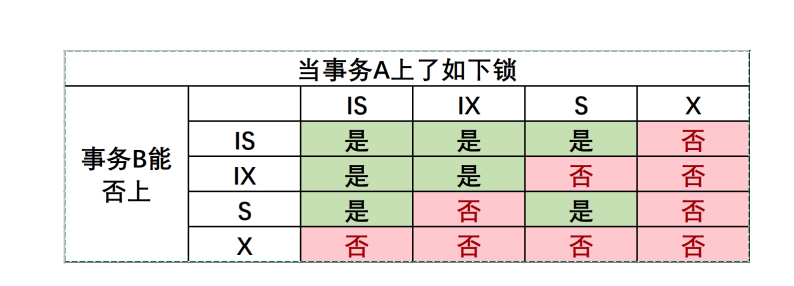 当事务A上了如下锁
IS IX S X
事务B能
否上
IS 是 是 是 否
IX 是 是 否 否
S 是 否 是 否
X 否 否 否 否